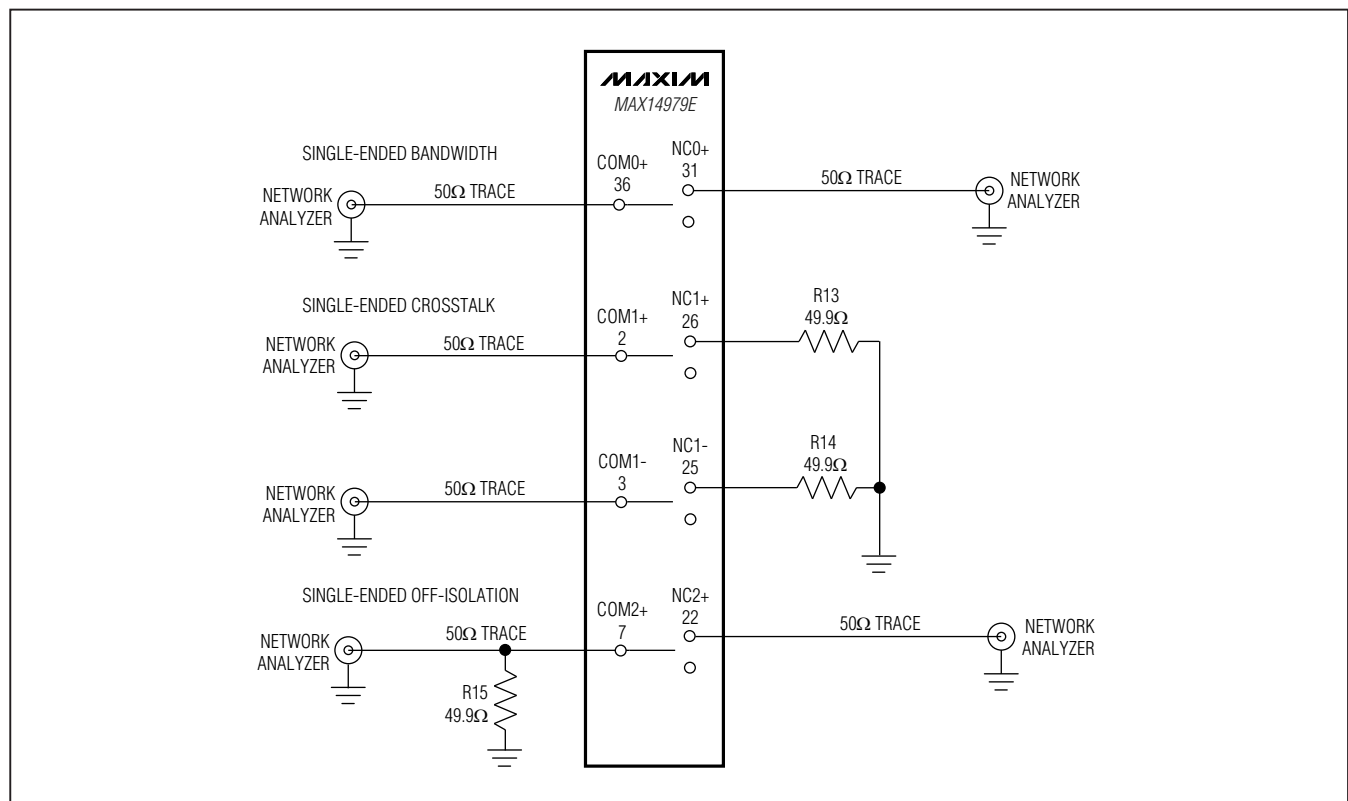 MAXIM
MAX14979E
SINGLE-ENDED BANDWIDTH
NETWORK
ANALYZER
50Ω TRACE
COM0+
36
NC0+
31
50Ω TRACE
NETWORK
ANALYZER
SINGLE-ENDED CROSSTALK
NETWORK
ANALYZER
50Ω TRACE
COM1+
2
NC1+
26
R13
49.9Ω
NETWORK
ANALYZER
50Ω TRACE
COM1-
3
NC1-
25
R14
49.9Ω
SINGLE-ENDED OFF-ISOLATION
NETWORK
ANALYZER
50Ω TRACE
R15
49.9Ω
COM2+
7
NC2+
22
50Ω TRACE
NETWORK
ANALYZER